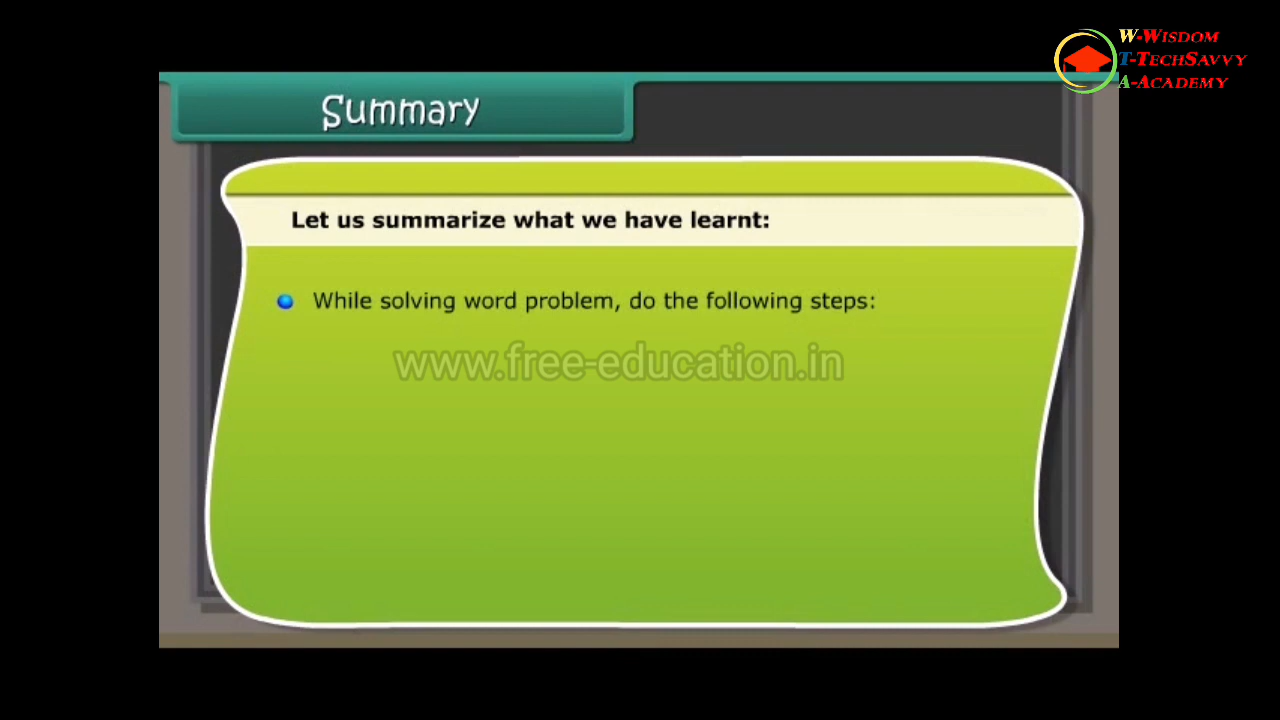 W-Wisdom
T-TechSavvy
A-Academy
Summary
Let us summarize what we have learnt:
While solving word problem, do the following steps:
www.free-education.in